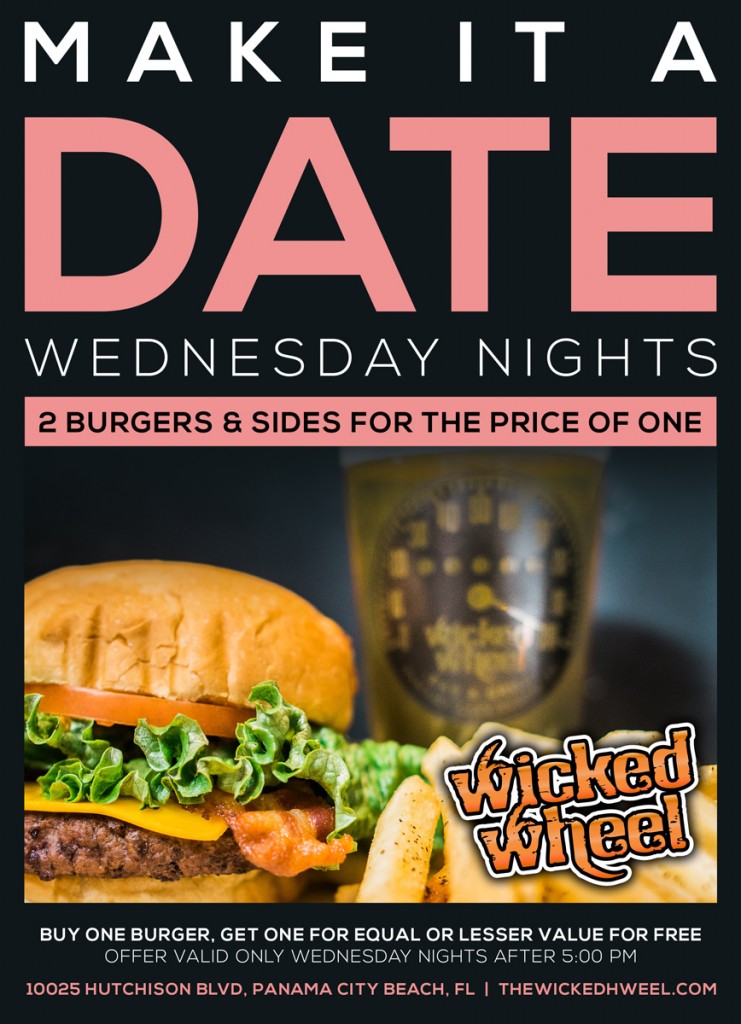 MAKE IT A
DATE
WEDNESDAY NIGHTS
2 BURGERS & SIDES FOR THE PRICE OF ONE
wicked
wheel
wicked
wheel
BUY ONE BURGER, GET ONE FOR EQUAL OR LESSER VALUE FOR FREE
OFFER VALID ONLY WEDNESDAY NIGHTS AFTER 5:00 PM
10025 HUTCHISON BLVD, PANAMA CITY BEACH, FL | THEWICKEDHWEEL.COM